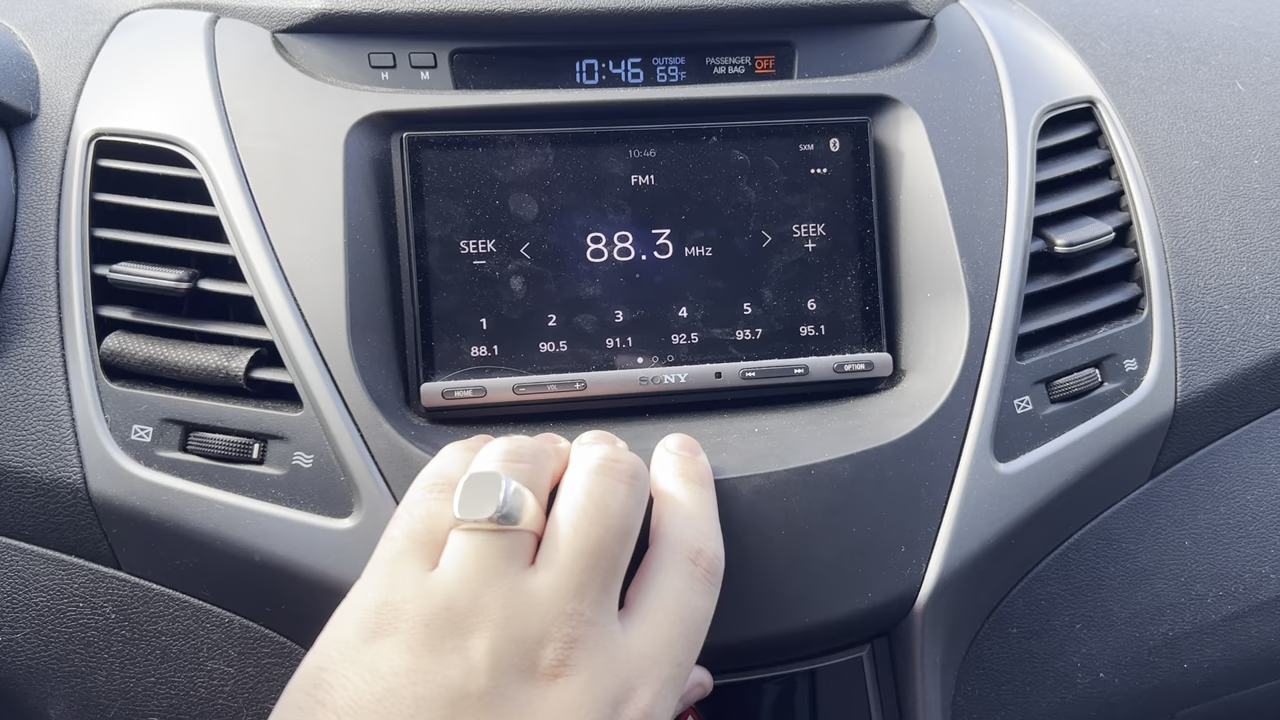 10:46 OUTSIDE 69°F PASSENGER AIR BAG OFF
H M
10:46 SXM
FM1
SEEK - 88.3 MHz SEEK +
1 2 3 4 5 6
88.1 90.5 91.1 92.5 93.7 95.1
HOME - VOL + SONY OPTION